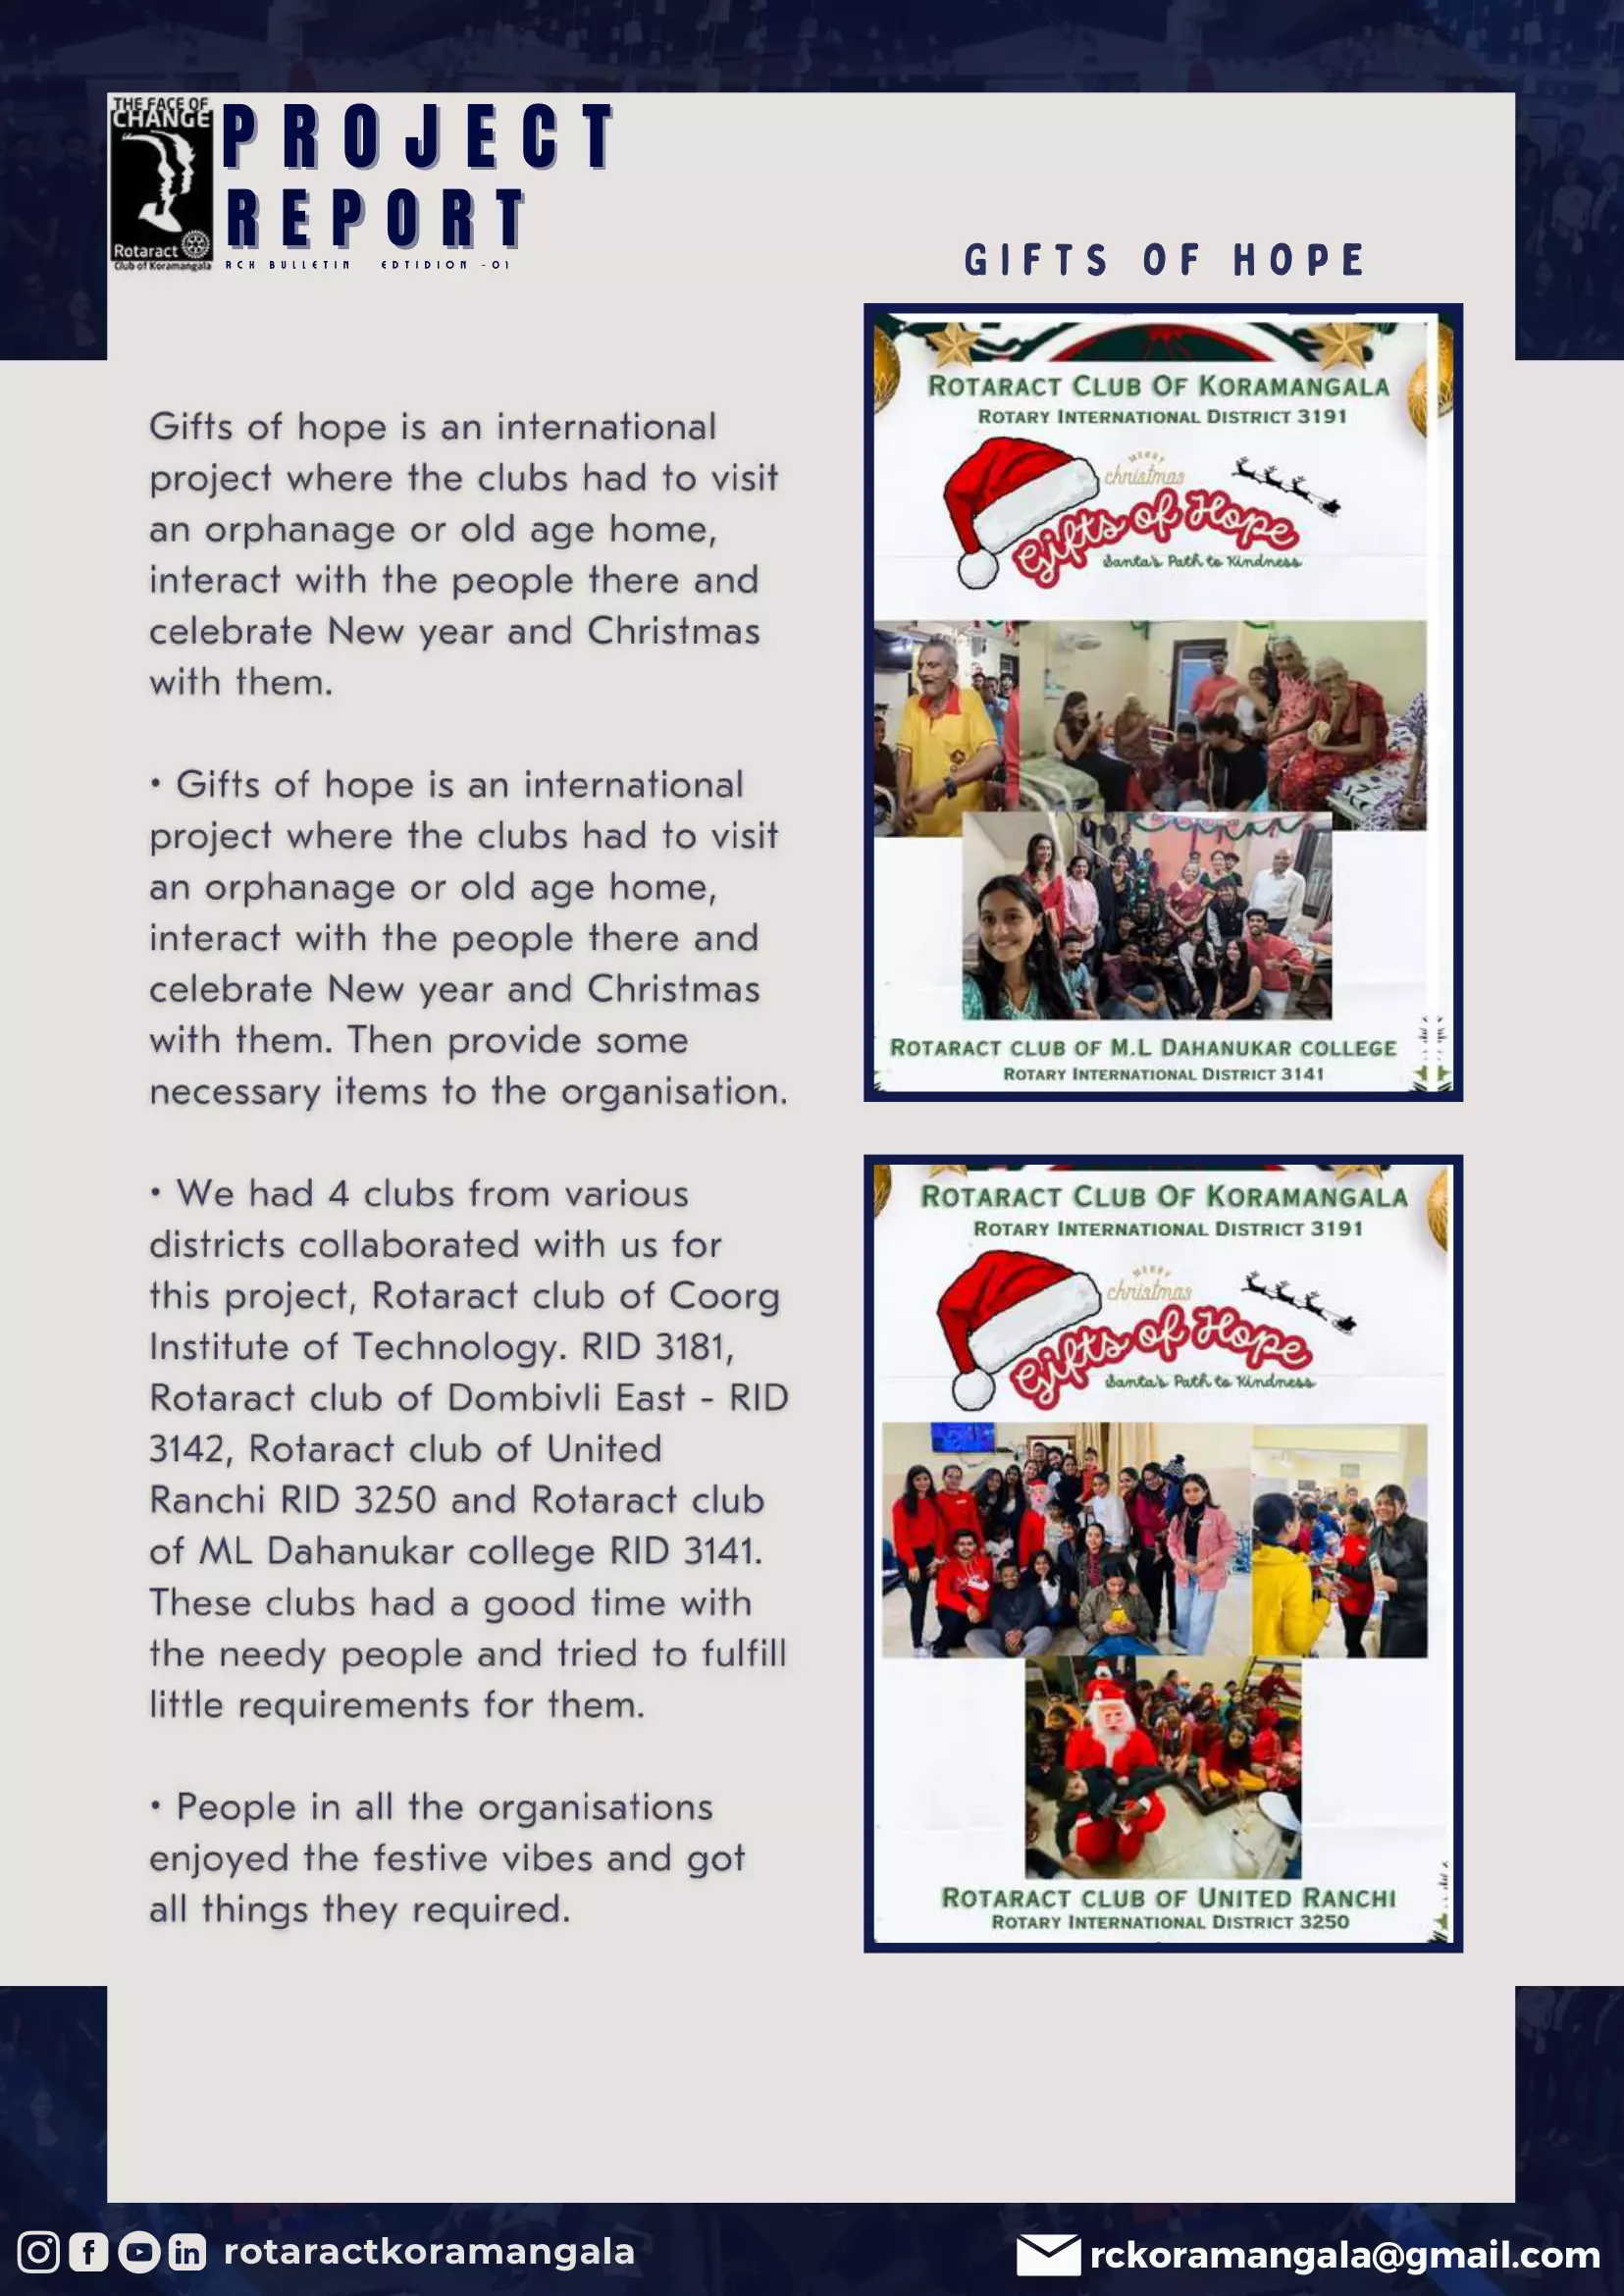 THE FACE OF
CHANGE
Rotaract
Club of Koramangala
PROJECT
REPORT
RCK BULLETIN EDTIDION -01
GIFTS OF HOPE
Gifts of hope is an international
project where the clubs had to visit
an orphanage or old age home,
interact with the people there and
celebrate New year and Christmas
with them.
• Gifts of hope is an international
project where the clubs had to visit
an orphanage or old age home,
interact with the people there and
celebrate New year and Christmas
with them. Then provide some
necessary items to the organisation.
• We had 4 clubs from various
districts collaborated with us for
this project, Rotaract club of Coorg
Institute of Technology. RID 3181,
Rotaract club of Dombivli East - RID
3142, Rotaract club of United
Ranchi RID 3250 and Rotaract club
of ML Dahanukar college RID 3141.
These clubs had a good time with
the needy people and tried to fulfill
little requirements for them.
• People in all the organisations
enjoyed the festive vibes and got
all things they required.
ROTARACT CLUB OF KORAMANGALA
ROTARY INTERNATIONAL DISTRICT 3191
MERRY
christmas
Gifts of Hope
Santa's Path to Kindness
ROTARACT CLUB OF M.L DAHANUKAR COLLEGE
ROTARY INTERNATIONAL DISTRICT 3141
ROTARACT CLUB OF KORAMANGALA
ROTARY INTERNATIONAL DISTRICT 3191
MERRY
christmas
Gifts of Hope
Santa's Path to Kindness
ROTARACT CLUB OF UNITED RANCHI
ROTARY INTERNATIONAL DISTRICT 3250
rotaractkoramangala
rckoramangala@gmail.com